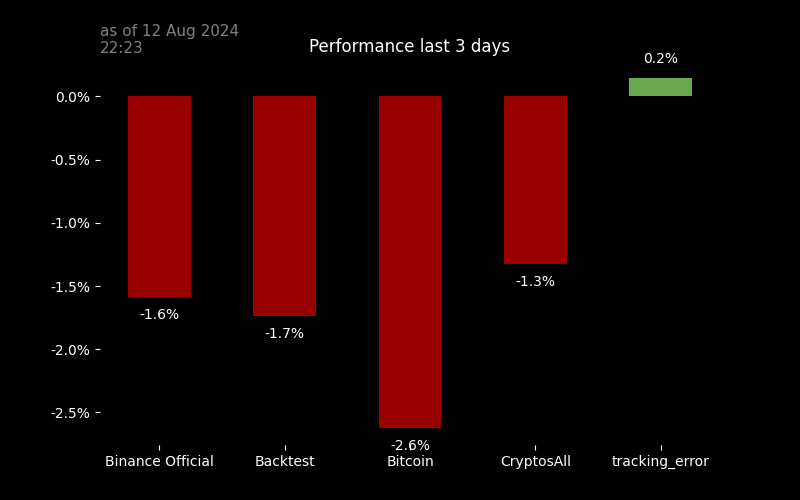 as of 12 Aug 2024
22:23
Performance last 3 days
0.2%
0.0%
-0.5%
-1.0%
-1.5%
-2.0%
-2.5%
-1.6%
-1.7%
-2.6%
-1.3%
Binance Official
Backtest
Bitcoin
CryptosAll
tracking_error